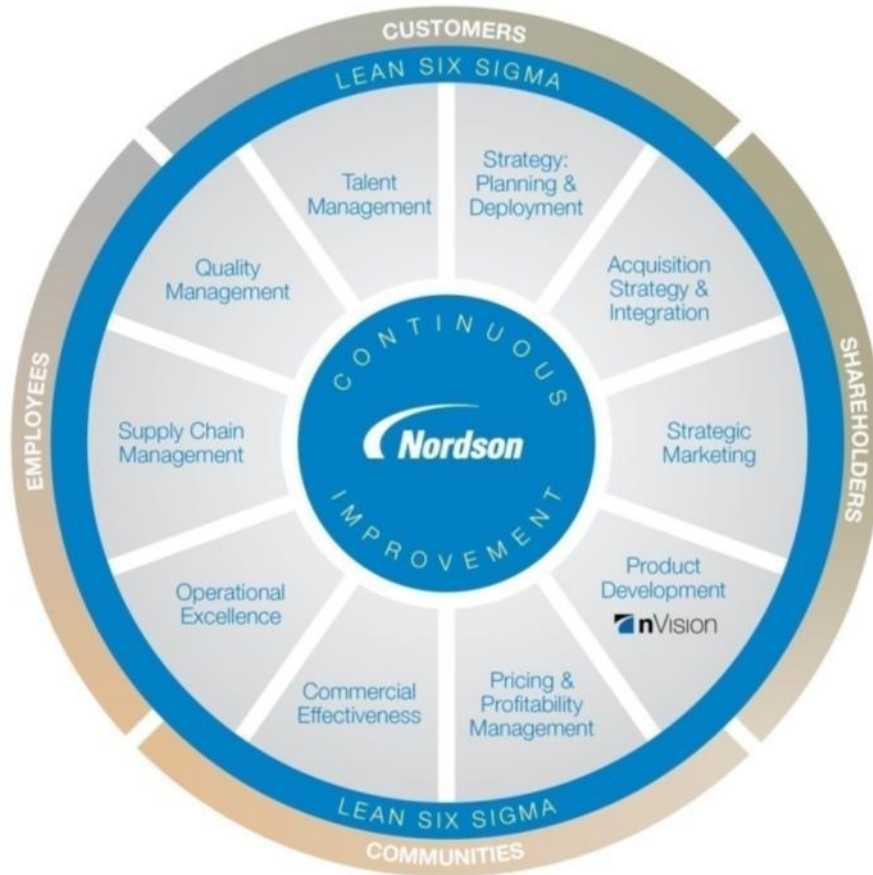 CUSTOMERS
LEAN SIX SIGMA
Talent
Management
Strategy:
Planning &
Deployment
Quality
Management
Acquisition
Strategy &
Integration
CONTINUOUS
EMPLOYEES
SHAREHOLDERS
Supply Chain
Management
Nordson
Strategic
Marketing
IMPROVEMENT
Operational
Excellence
Product
Development
nVision
Commercial
Effectiveness
Pricing &
Profitability
Management
LEAN SIX SIGMA
COMMUNITIES